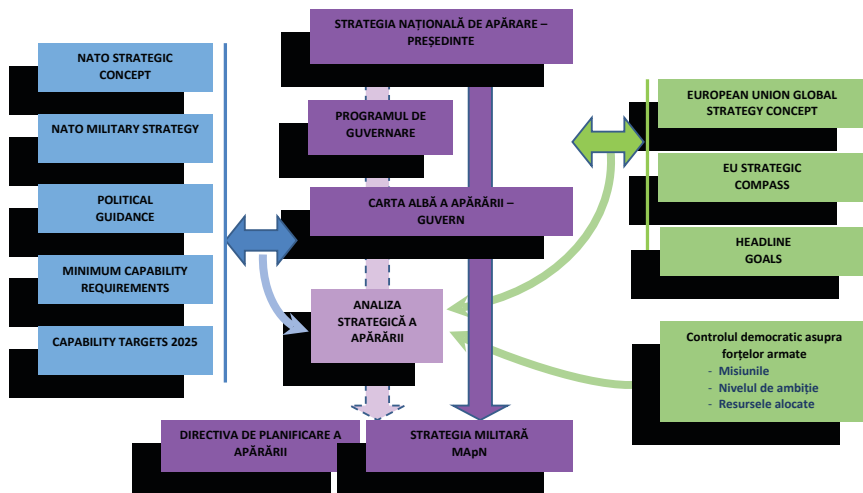 STRATEGIA NAȚIONALĂ DE APĂRARE –
PREȘEDINTE
NATO STRATEGIC
CONCEPT
NATO MILITARY STRATEGY
POLITICAL
GUIDANCE
MINIMUM CAPABILITY
REQUIREMENTS
CAPABILITY TARGETS 2025
PROGRAMUL DE
GUVERNARE
CARTA ALBĂ A APĂRĂRII –
GUVERN
ANALIZA
STRATEGICĂ A
APĂRĂRII
DIRECTIVA DE PLANIFICARE A
APĂRĂRII
STRATEGIA MILITARĂ
MApN
EUROPEAN UNION GLOBAL
STRATEGY CONCEPT
EU STRATEGIC
COMPASS
HEADLINE
GOALS
Controlul democratic asupra
forțelor armate
- Misiunile
- Nivelul de ambiție
- Resursele alocate